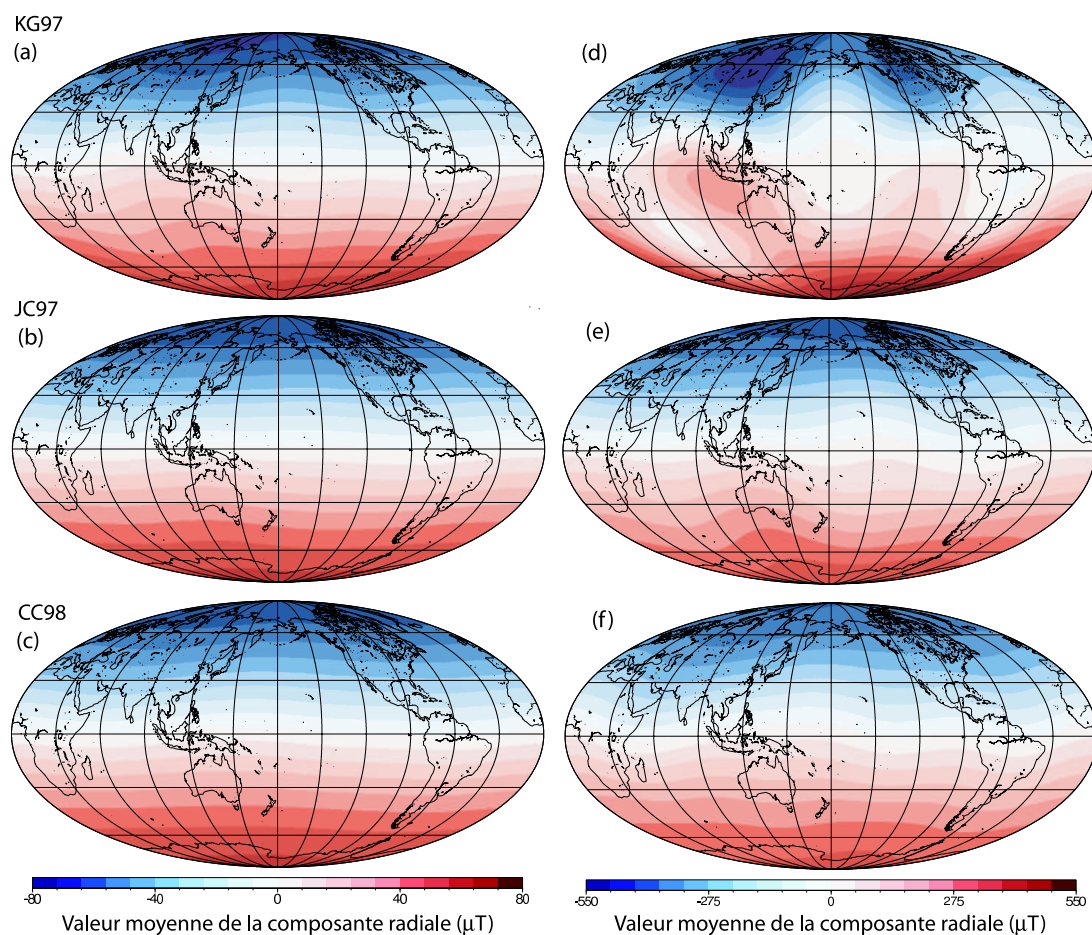 KG97
(a)
(d)
JC97
(b)
(e)
CC98
(c)
(f)
-80 -40 0 40 80
-550 -275 0 275 550
Valeur moyenne de la composante radiale (μT)
Valeur moyenne de la composante radiale (μT)